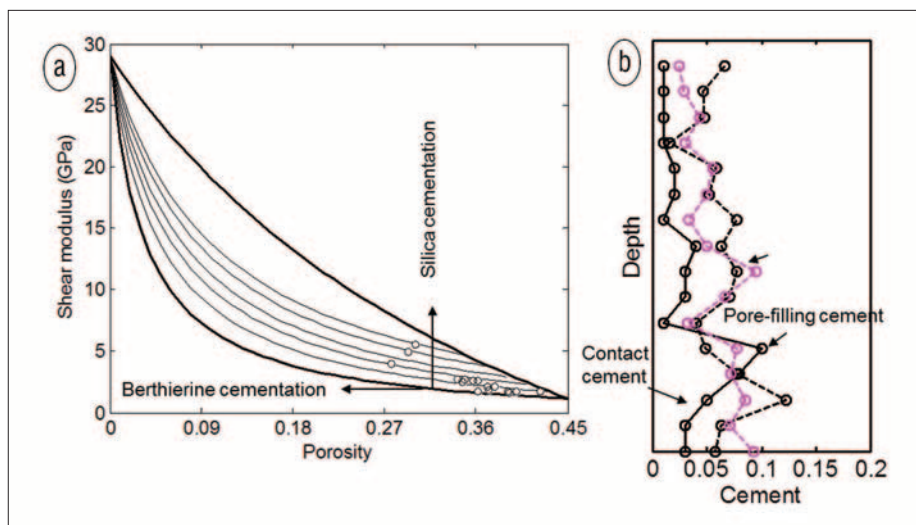 a
30
25
20
15
10
5
0
Shear modulus (GPa)
Silica cementation
Berthierine cementation
0 0.09 0.18 0.27 0.36 0.45
Porosity
b
Depth
Pore-filling cement
Contact
cement
0 0.05 0.1 0.15 0.2
Cement